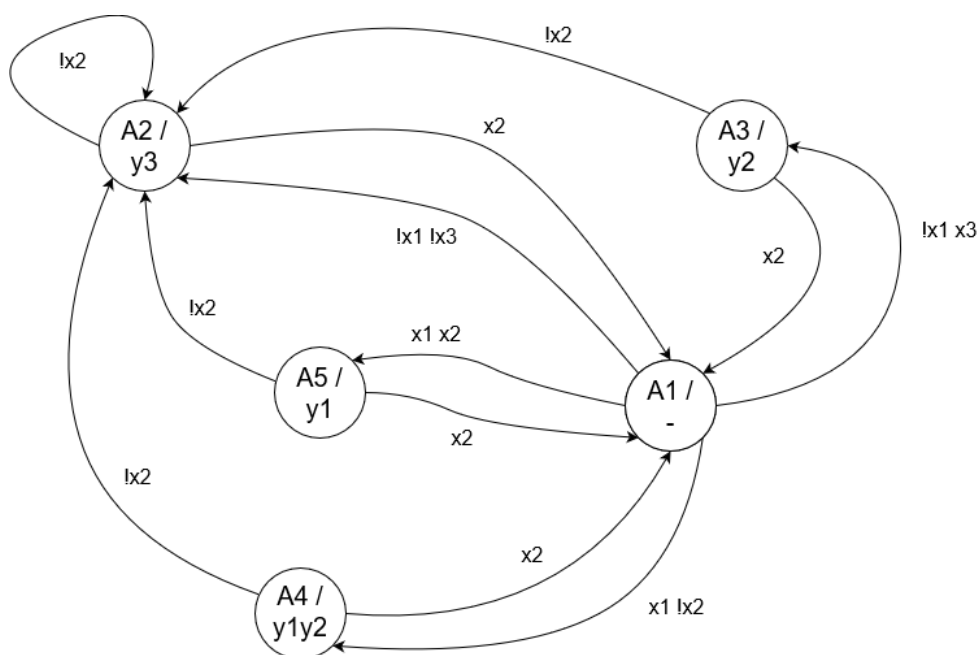 !x2
!x2
A2 /
y3
x2
A3 /
y2
!x1 !x3
!x1 x3
x2
!x2
x1 x2
A5 /
y1
A1 /
-
x2
!x2
x2
A4 /
y1y2
x1 !x2